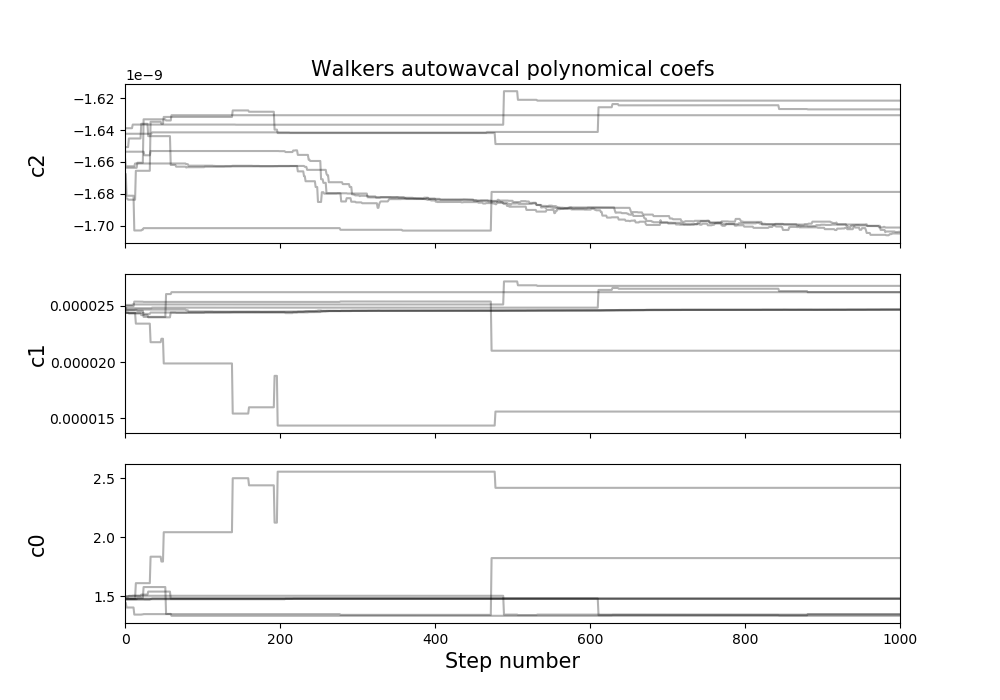 Walkers autowavcal polynomical coefs
1e−9
−1.62
−1.64
−1.66
−1.68
−1.70
c2
0.000025
0.000020
0.000015
c1
2.5
2.0
1.5
c0
0 200 400 600 800 1000
Step number